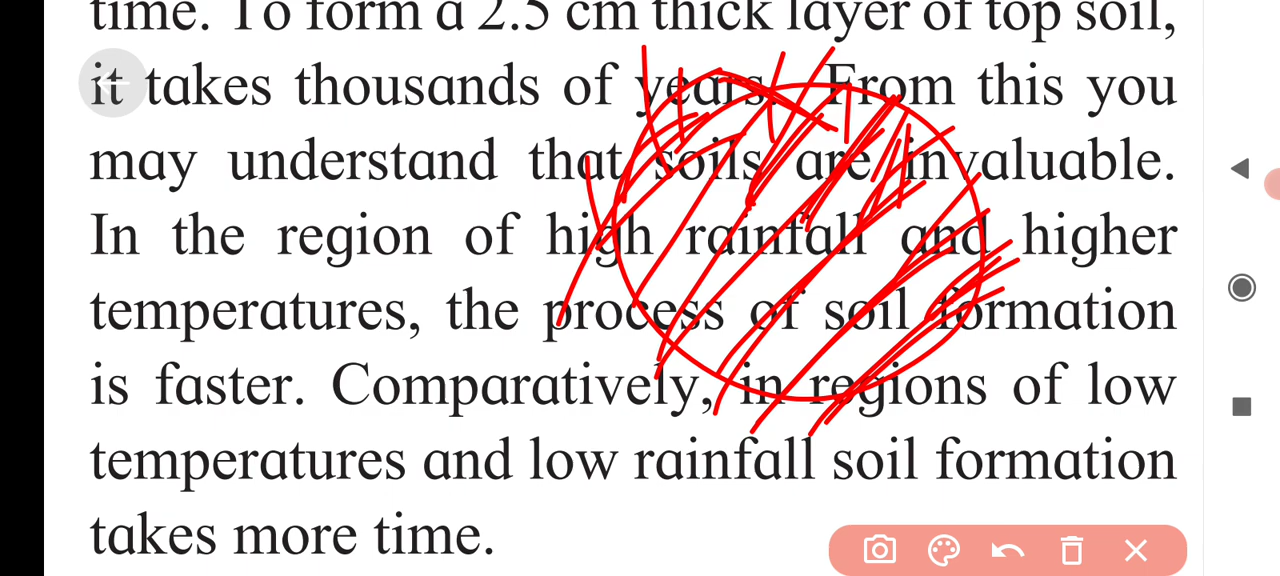 time. To form a 2.5 cm thick layer of top soil,
it takes thousands of years. From this you
may understand that soils are invaluable.
In the region of high rainfall and higher
temperatures, the process of soil formation
is faster. Comparatively, in regions of low
temperatures and low rainfall soil formation
takes more time.